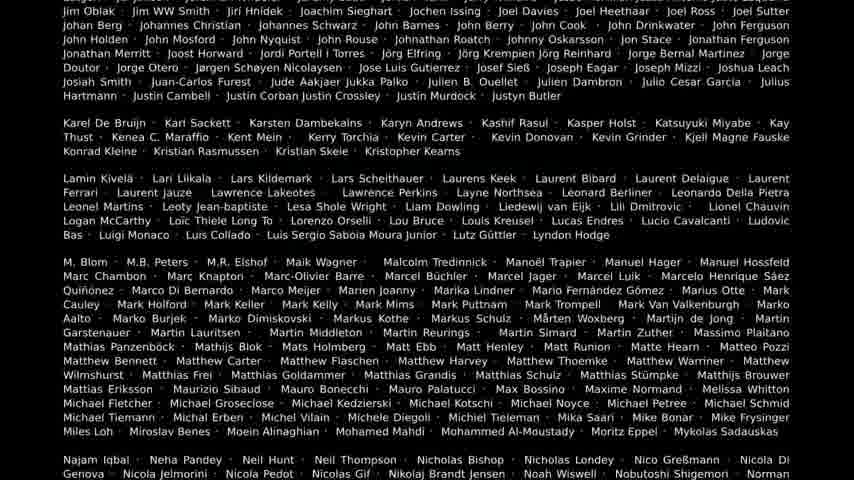 Jim Oblak · Jim WW Smith · Jiří Hnídek · Joachim Sieghart · Jochen Issing · Joel Davies · Joel Heethaar · Joel Ross · Joel Sutter
Johan Berg · Johannes Christian · Johannes Schwarz · John Barnes · John Berry · John Cook · John Drinkwater · John Ferguson
John Holden · John Mosford · John Nyquist · John Rouse · Johnathan Roatch · Johnny Oskarsson · Jon Stace · Jonathan Ferguson
Jonathan Merritt · Joost Horward · Jordi Portell i Torres · Jörg Elfring · Jörg Krempien Jörg Reinhard · Jorge Bernal Martinez · Jorge
Doutor · Jorge Otero · Jørgen Schøyen Nicolaysen · Jose Luis Gutierrez · Josef Sieß · Joseph Eagar · Joseph Mizzi · Joshua Leach
Josiah Smith · Juan-Carlos Furest · Jude Aakjaer Jukka Palko · Julien B. Ouellet · Julien Dambron · Julio Cesar Garcia · Julius
Hartmann · Justin Cambell · Justin Corban Justin Crossley · Justin Murdock · Justyn Butler
Karel De Bruijn · Karl Sackett · Karsten Dambekalns · Karyn Andrews · Kashif Rasul · Kasper Holst · Katsuyuki Miyabe · Kay
Thust · Kenea C. Maraffio · Kent Mein · Kerry Torchia · Kevin Carter · Kevin Donovan · Kevin Grinder · Kjell Magne Fauske
Konrad Kleine · Kristian Rasmussen · Kristian Skeie · Kristopher Kearns
Lamin Kivelä · Lari Liikala · Lars Kildemark · Lars Scheithauer · Laurens Keek · Laurent Bibard · Laurent Delaigue · Laurent
Ferrari · Laurent Jauze · Lawrence Lakeotes · Lawrence Perkins · Layne Northsea · Leonard Berliner · Leonardo Della Pietra
Leonel Martins · Leoty Jean-baptiste · Lesa Shole Wright · Liam Dowling · Liedewij van Eijk · Lili Dmitrovic · Lionel Chauvin
Logan McCarthy · Loïc Thiele Long To · Lorenzo Orselli · Lou Bruce · Louis Kreusel · Lucas Endres · Lucio Cavalcanti · Ludovic
Bas · Luigi Monaco · Luis Collado · Luis Sergio Saboia Moura Junior · Lutz Güttler · Lyndon Hodge
M. Blom · M.B. Peters · M.R. Elshof · Maik Wagner · Malcolm Tredinnick · Manoël Trapier · Manuel Hager · Manuel Hossfeld
Marc Chambon · Marc Knapton · Marc-Olivier Barre · Marcel Büchler · Marcel Jager · Marcel Luik · Marcelo Henrique Sáez
Quiñónez · Marco Di Bernardo · Marco Meijer · Marien Joanny · Marika Lindner · Mario Fernández Gómez · Marius Otte · Mark
Cauley · Mark Holford · Mark Keller · Mark Kelly · Mark Mims · Mark Puttnam · Mark Trompell · Mark Van Valkenburgh · Marko
Aalto · Marko Burjek · Marko Dimiskovski · Markus Kothe · Markus Schulz · Mårten Woxberg · Martijn de Jong · Martin
Garstenauer · Martin Lauritsen · Martin Middleton · Martin Reurings · Martin Simard · Martin Zuther · Massimo Plaitano
Mathias Panzenböck · Mathijs Blok · Mats Holmberg · Matt Ebb · Matt Henley · Matt Runion · Matte Hearn · Matteo Pozzi
Matthew Bennett · Matthew Carter · Matthew Flaschen · Matthew Harvey · Matthew Thoemke · Matthew Warriner · Matthew
Wilmshurst · Matthias Frei · Matthias Goldammer · Matthias Grandis · Matthias Schulz · Matthias Stümpke · Matthijs Brouwer
Mattias Eriksson · Maurizio Sibaud · Mauro Bonecchi · Mauro Palatucci · Max Bossino · Maxime Normand · Melissa Whitton
Michael Fletcher · Michael Groseclose · Michael Kedzierski · Michael Kotschi · Michael Noyce · Michael Petree · Michael Schmid
Michael Tiemann · Michal Erben · Michel Vilain · Michele Diegoli · Michiel Tieleman · Mika Saari · Mike Bonar · Mike Frysinger
Miles Loh · Miroslav Benes · Moein Alinaghian · Mohamed Mahdi · Mohammed Al-Moustady · Moritz Eppel · Mykolas Sadauskas
Najam Iqbal · Neha Pandey · Neil Hunt · Neil Thompson · Nicholas Bishop · Nicholas Londey · Nico Greßmann · Nicola Di
Genova · Nicola Jelmorini · Nicola Pedot · Nicolas Gif · Nikolaj Brandt Jensen · Noah Wiswell · Nobutoshi Shigemori · Norman